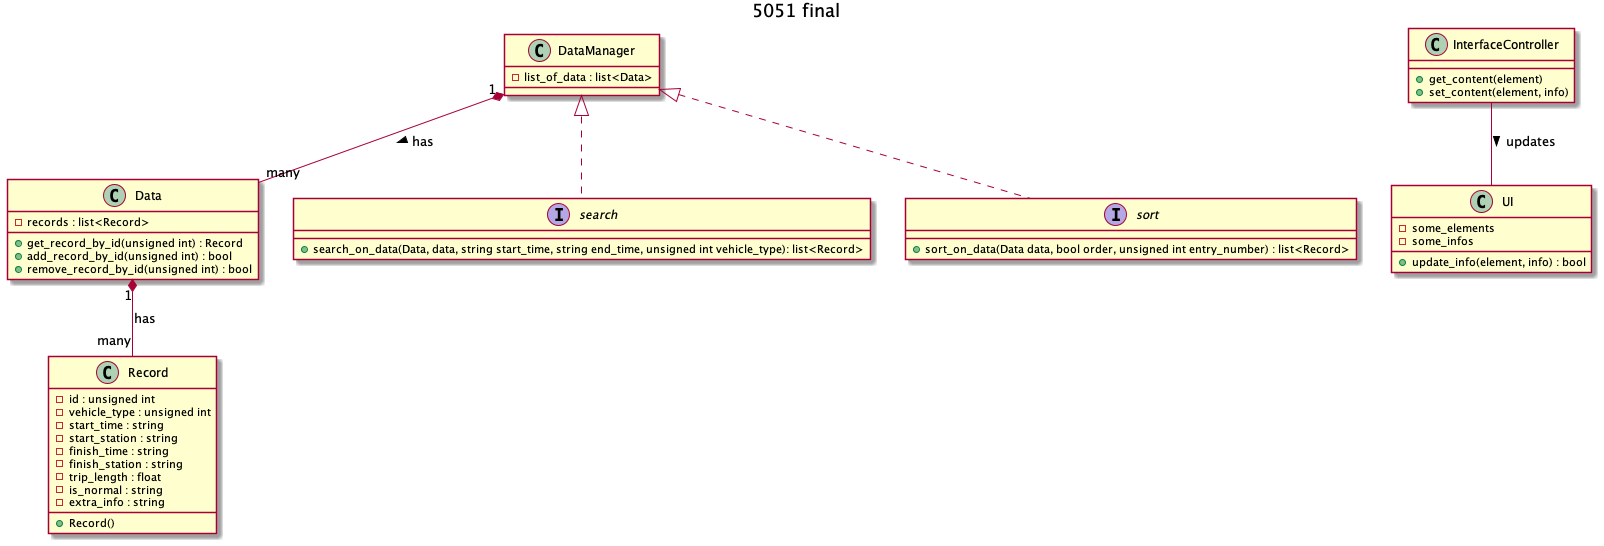 5051 final
C DataManager
list_of_data : list<Data>
C InterfaceController
get_content(element)
set_content(element, info)
1
has
many
updates
C Data
records : list<Record>
get_record_by_id(unsigned int) : Record
add_record_by_id(unsigned int) : bool
remove_record_by_id(unsigned int) : bool
I search
search_on_data(Data, data, string start_time, string end_time, unsigned int vehicle_type): list<Record>
I sort
sort_on_data(Data data, bool order, unsigned int entry_number) : list<Record>
C UI
some_elements
some_infos
update_info(element, info) : bool
1
has
many
C Record
id : unsigned int
vehicle_type : unsigned int
start_time : string
start_station : string
finish_time : string
finish_station : string
trip_length : float
is_normal : string
extra_info : string
Record()